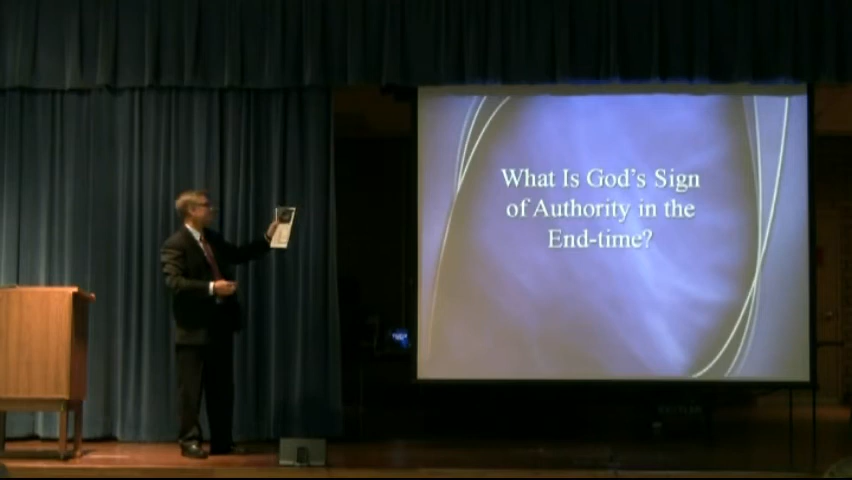 What Is God's Sign
of Authority in the
End-time?